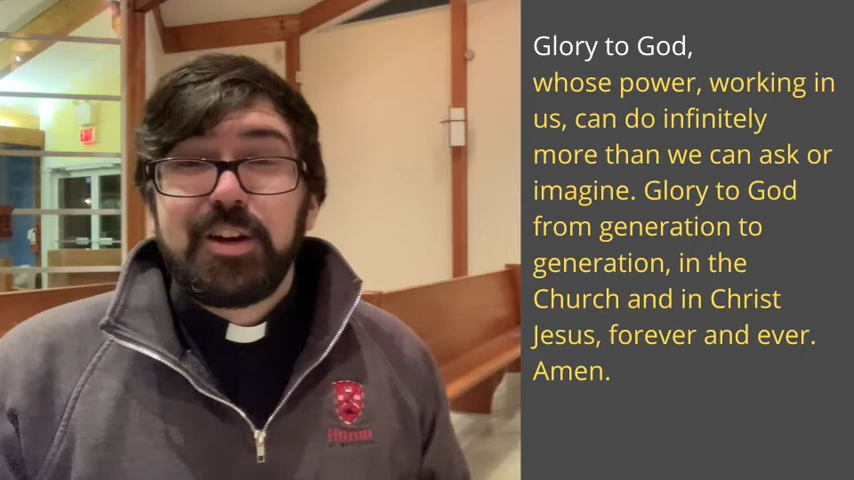 Glory to God,
whose power, working in
us, can do infinitely
more than we can ask or
imagine. Glory to God
from generation to
generation, in the
Church and in Christ
Jesus, forever and ever.
Amen.
Huron